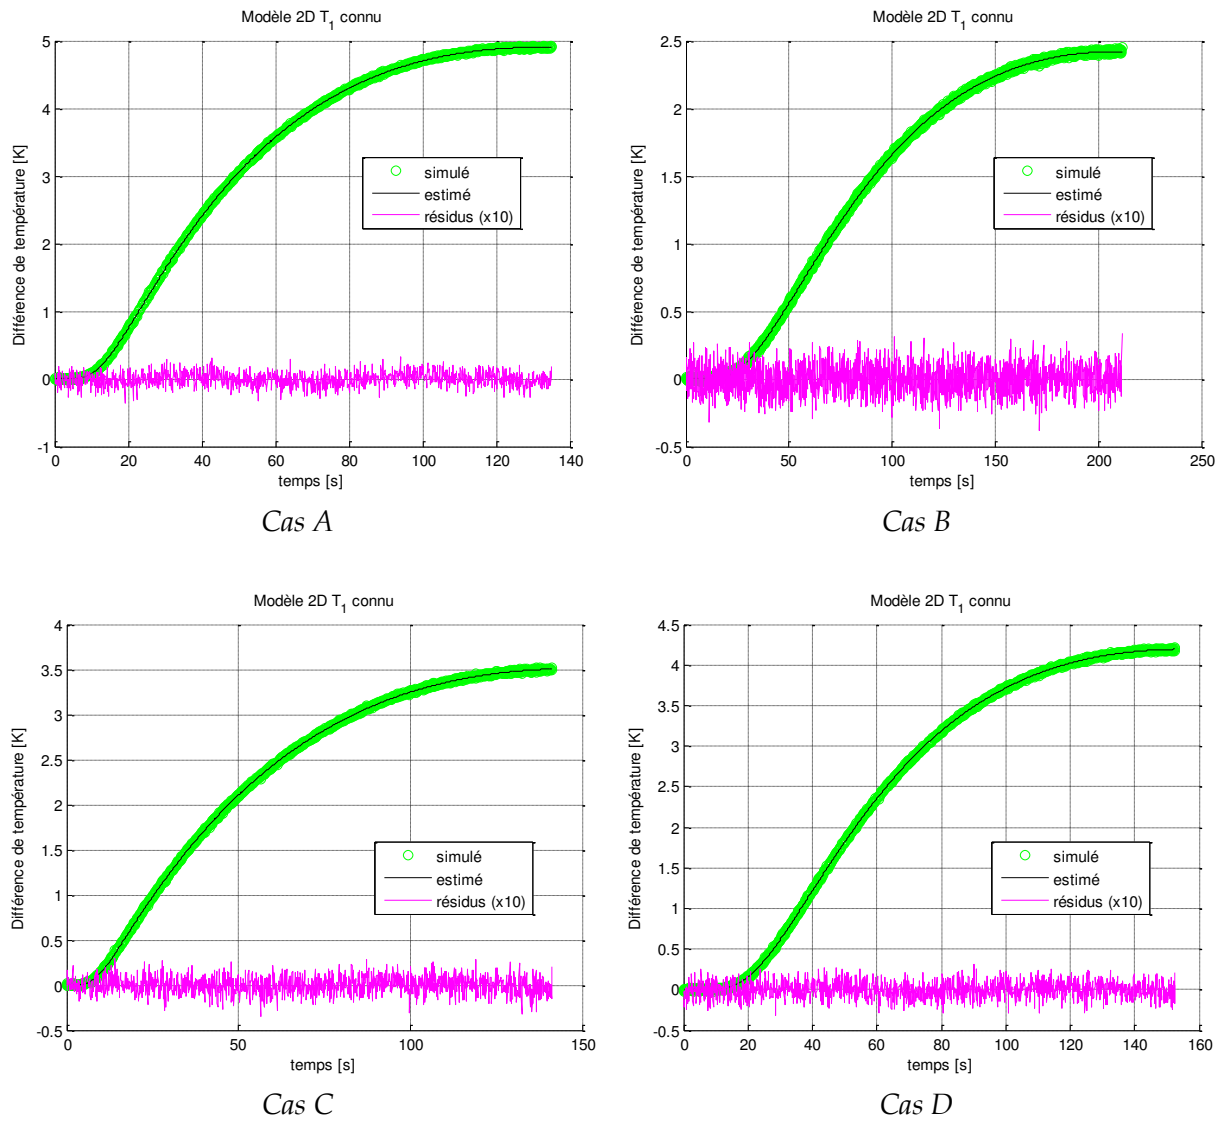 Modèle 2D T1 connu
Différence de température [K]
5
4
3
2
1
0
-1
0 20 40 60 80 100 120 140
temps [s]
simulé
estimé
résidus (x10)
Cas A
Modèle 2D T1 connu
Différence de température [K]
2.5
2
1.5
1
0.5
0
-0.5
0 50 100 150 200 250
temps [s]
simulé
estimé
résidus (x10)
Cas B
Modèle 2D T1 connu
Différence de température [K]
4
3.5
3
2.5
2
1.5
1
0.5
0
-0.5
0 50 100 150
temps [s]
simulé
estimé
résidus (x10)
Cas C
Modèle 2D T1 connu
Différence de température [K]
4.5
4
3.5
3
2.5
2
1.5
1
0.5
0
-0.5
0 20 40 60 80 100 120 140 160
temps [s]
simulé
estimé
résidus (x10)
Cas D